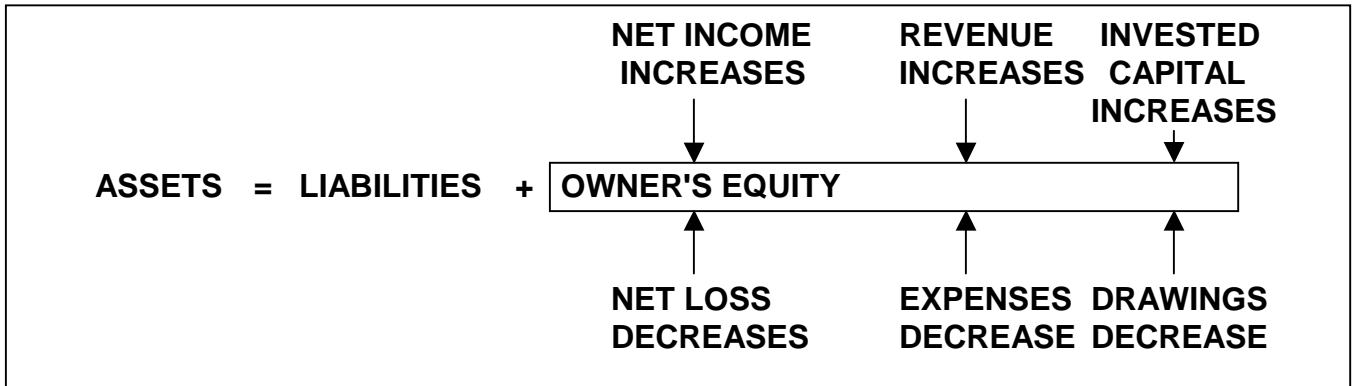 NET INCOME REVENUE INVESTED
INCREASES INCREASES CAPITAL
INCREASES
ASSETS = LIABILITIES + OWNER'S EQUITY
NET LOSS EXPENSES DRAWINGS
DECREASES DECREASE DECREASE